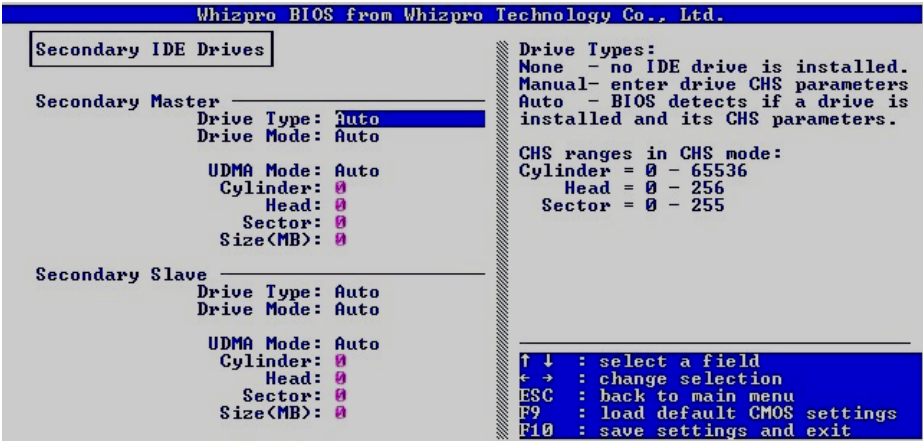 Whizpro BIOS from Whizpro Technology Co., Ltd.
Secondary IDE Drives
Secondary Master
Drive Type: Auto
Drive Mode: Auto
UDMA Mode: Auto
Cylinder: 0
Head: 0
Sector: 0
Size(MB): 0
Secondary Slave
Drive Type: Auto
Drive Mode: Auto
UDMA Mode: Auto
Cylinder: 0
Head: 0
Sector: 0
Size(MB): 0
Drive Types:
None - no IDE drive is installed.
Manual- enter drive CHS parameters
Auto - BIOS detects if a drive is
installed and its CHS parameters.
CHS ranges in CHS mode:
Cylinder = 0 - 65536
Head = 0 - 256
Sector = 0 - 255
↑ ↓ : select a field
← → : change selection
ESC : back to main menu
F9 : load default CMOS settings
F10 : save settings and exit